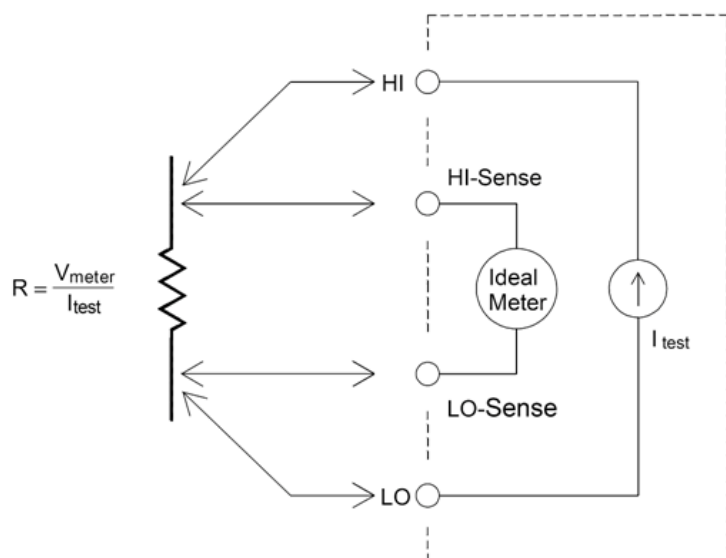 HI
HI-Sense
R = V_meter / I_test
Ideal
Meter
I_test
LO-Sense
LO